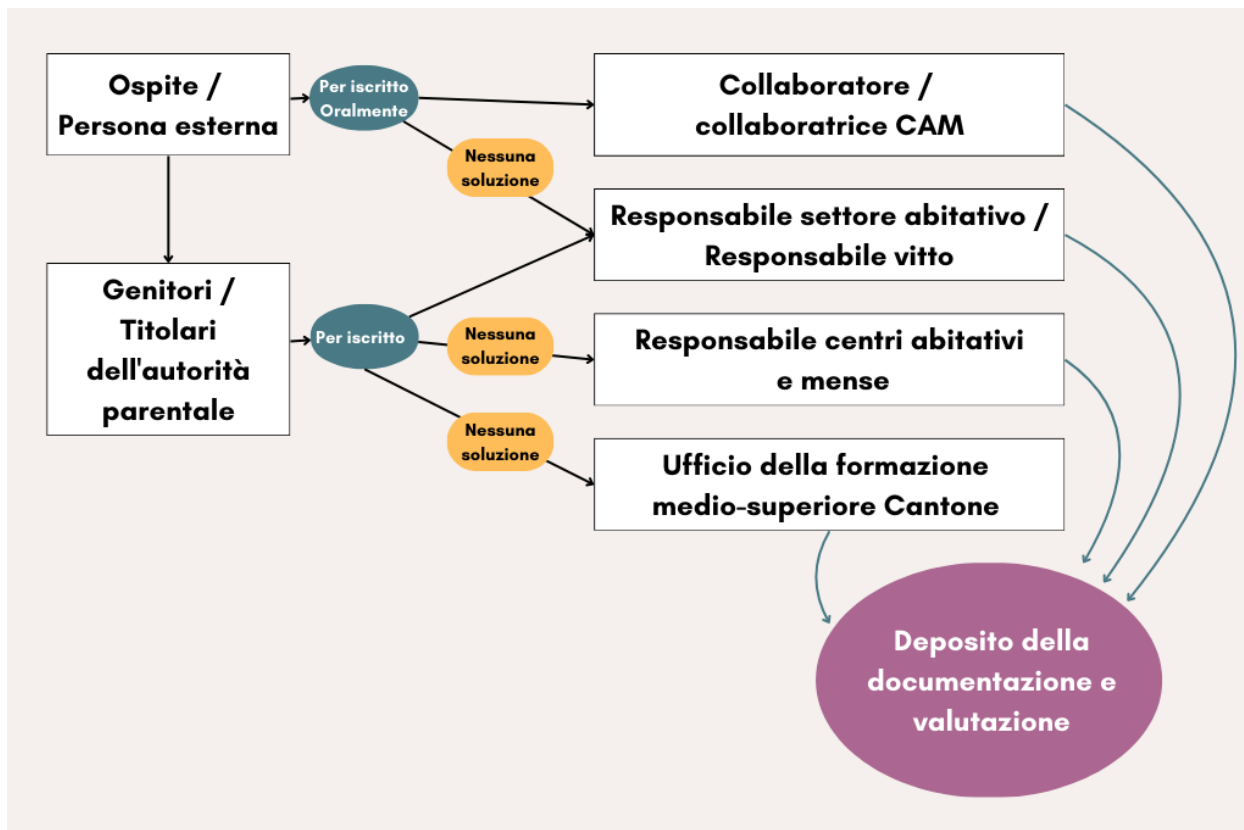 Ospite /
Persona esterna
Per iscritto
Oralmente
Collaboratore /
collaboratrice CAM
Nessuna
soluzione
Responsabile settore abitativo /
Responsabile vitto
Genitori /
Titolari
dell'autorità
parentale
Per iscritto
Nessuna
soluzione
Responsabile centri abitativi
e mense
Nessuna
soluzione
Ufficio della formazione
medio-superiore Cantone
Deposito della
documentazione e
valutazione